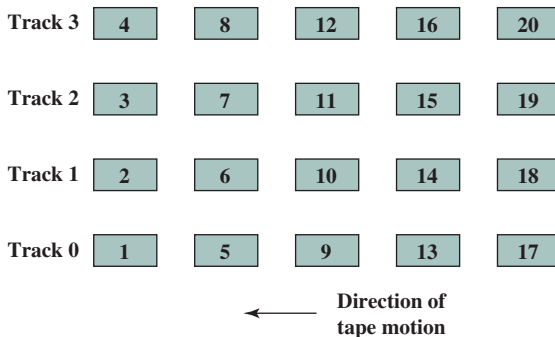 Track 3 4 8 12 16 20
Track 2 3 7 11 15 19
Track 1 2 6 10 14 18
Track 0 1 5 9 13 17
Direction of
tape motion